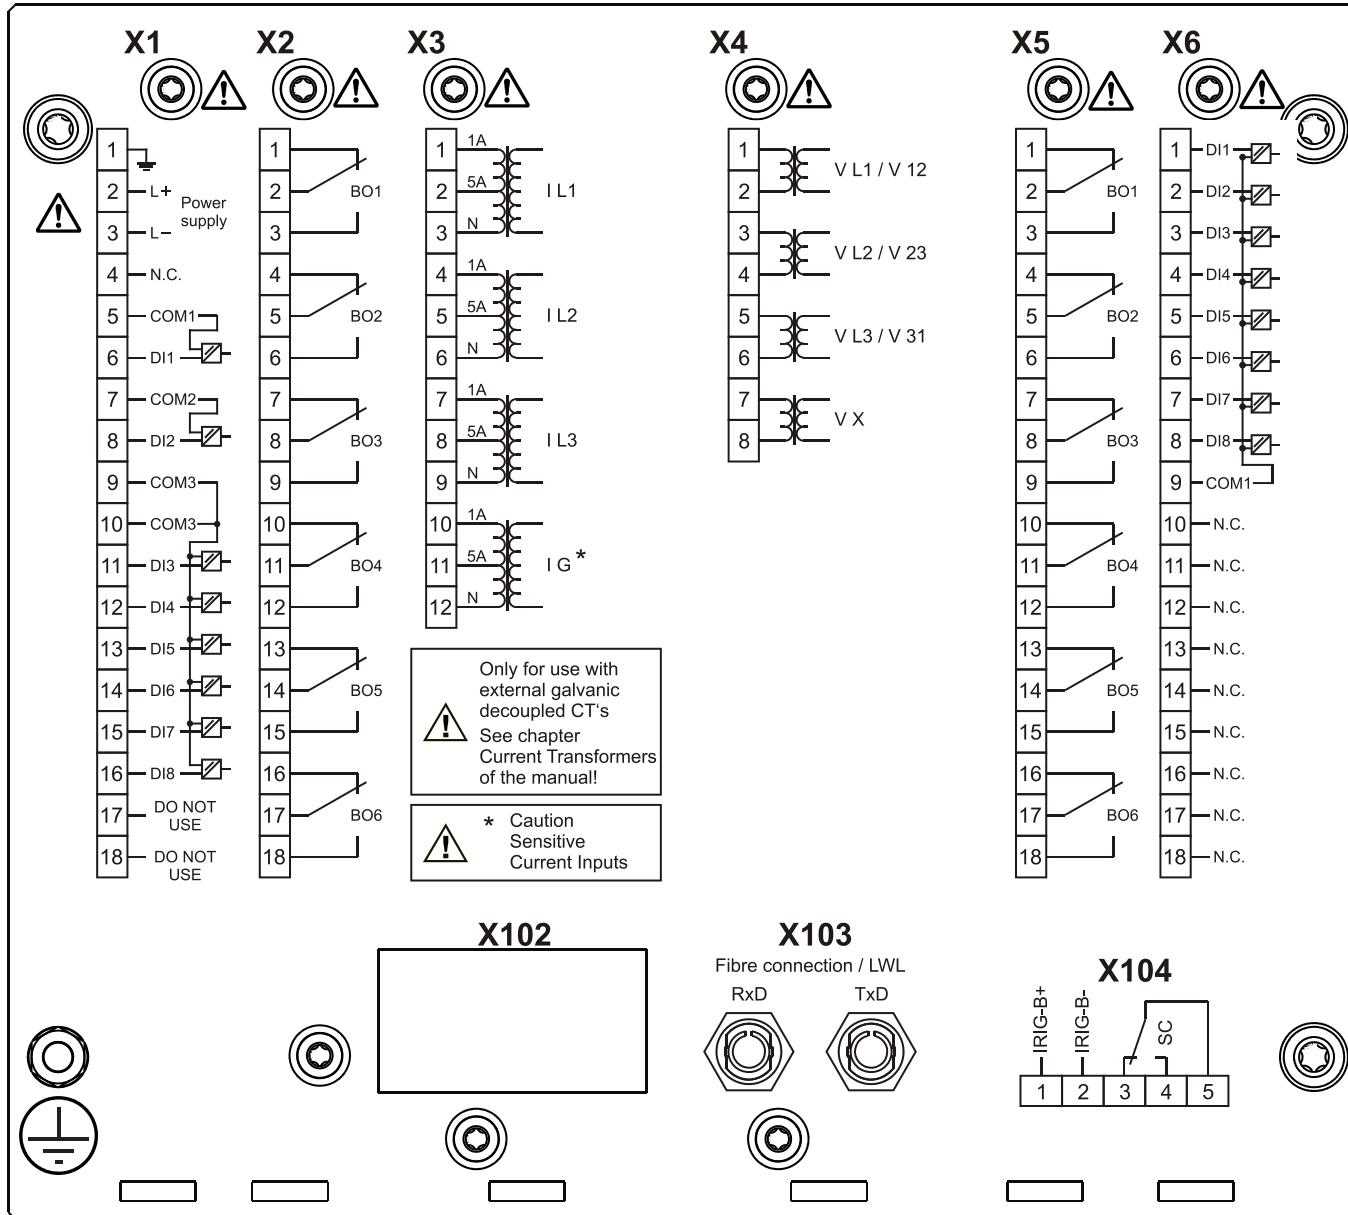 X1
1
2 L+
Power
supply
3 L−
4 N.C.
5 COM1
6 DI1
7 COM2
8 DI2
9 COM3
10 COM3
11 DI3
12 DI4
13 DI5
14 DI6
15 DI7
16 DI8
17 DO NOT
USE
18 DO NOT
USE
X2
1
2 BO1
3
4
5 BO2
6
7
8 BO3
9
10
11 BO4
12
13
14 BO5
15
16
17 BO6
18
X3
1 1A
2 5A I L1
3 N
4 1A
5 5A I L2
6 N
7 1A
8 5A I L3
9 N
10 1A
11 5A I G *
12 N
! Only for use with
external galvanic
decoupled CT‘s
See chapter
Current Transformers
of the manual!
! * Caution
Sensitive
Current Inputs
X4
1
V L1 / V 12
2
3
V L2 / V 23
4
5
V L3 / V 31
6
7
V X
8
X5
1
2 BO1
3
4
5 BO2
6
7
8 BO3
9
10
11 BO4
12
13
14 BO5
15
16
17 BO6
18
X6
1 DI1
2 DI2
3 DI3
4 DI4
5 DI5
6 DI6
7 DI7
8 DI8
9 COM1
10 N.C.
11 N.C.
12 N.C.
13 N.C.
14 N.C.
15 N.C.
16 N.C.
17 N.C.
18 N.C.
X102
X103
Fibre connection / LWL
RxD TxD
X104
IRIG-B+
IRIG-B-
SC
1 2 3 4 5